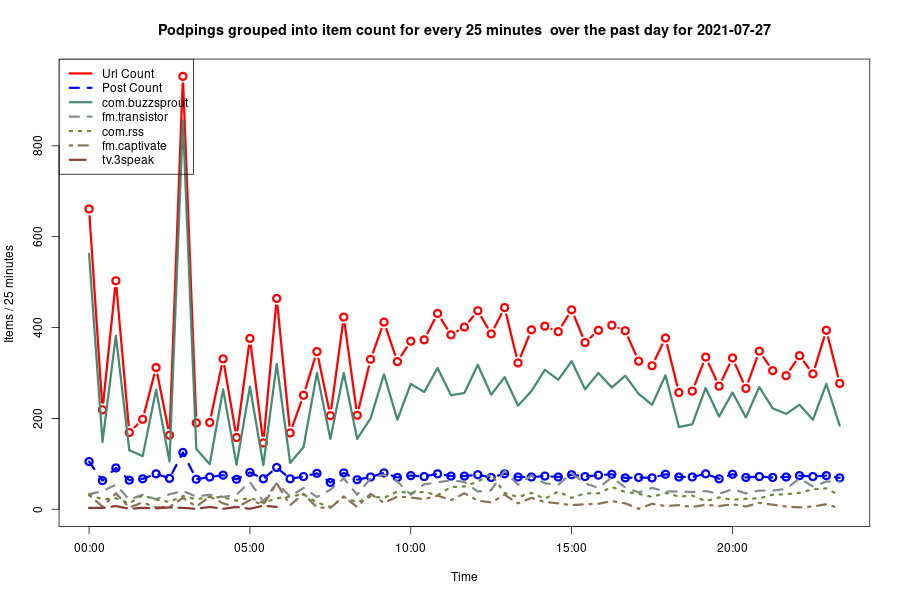 Podpings grouped into item count for every 25 minutes  over the past day for 2021-07-27
Url Count
Post Count
com.buzzsprout
fm.transistor
com.rss
fm.captivate
tv.3speak
Items / 25 minutes
800
600
400
200
0
00:00 05:00 10:00 15:00 20:00
Time